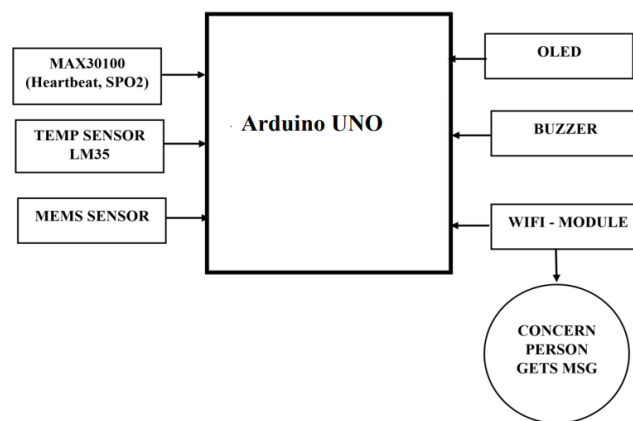 MAX30100
(Heartbeat, SPO2)
TEMP SENSOR
LM35
MEMS SENSOR
Arduino UNO
OLED
BUZZER
WIFI - MODULE
CONCERN
PERSON
GETS MSG